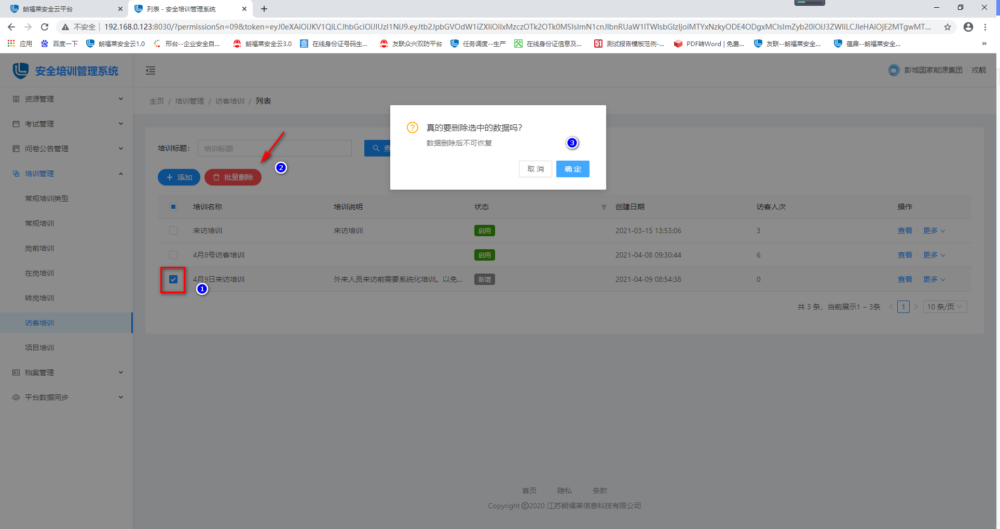 朗福莱安全云平台
列表 - 安全培训管理系统
不安全 192.168.0.123:8030/?permissionSn=09&token=eyJ0eXAiOiJKV1QiLCJhbGciOiJIUzI1NiJ9.eyJtb2JpbGVOdW1iZXIiOiIxMzczOTk2OTk0MSIsImN1cnJlbnRUaW1lTWlsbGlzIjoiMTYxNzkyODE4ODgxMCIsImZyb20iOiJ3ZWIiLCJleHAiOjE2MTgwMT...
应用 百度一下 朗福莱安全云1.0 邢台--企业安全自... 朗福莱安全云3.0 查 在线身份证号码生... 友联众兴双防平台 任务调度--生产 在线身份证信息及... 51 测试报告模板范例-... PDF转Word | 免费... 友联--朗福莱安全... 蕴鼎--朗福莱安全... »
安全培训管理系统
彭城国家能源集团 戎靓
资源管理
考试管理
问卷公告管理
培训管理
常规培训类型
常规培训
岗前培训
在岗培训
转岗培训
访客培训
项目培训
档案管理
平台数据同步
主页 / 培训管理 / 访客培训 / 列表
培训标题: 培训标题 查
添加 批量删除
2
真的要删除选中的数据吗?
数据删除后不可恢复
3
取 消 确 定
培训名称 培训说明 状态 创建日期 访客人次 操作
来访培训 来访培训 启用 2021-03-15 13:53:06 3 查看 更多
4月8号访客培训 启用 2021-04-08 09:30:44 6 查看 更多
4月9日来访培训 外来人员来访前需要系统化培训。以免... 新增 2021-04-09 08:54:38 0 查看 更多
1
共 3 条，当前展示1 ~ 3条 < 1 > 10 条/页
首页 隐私 条款
Copyright ©2020 江苏朗福莱信息科技有限公司